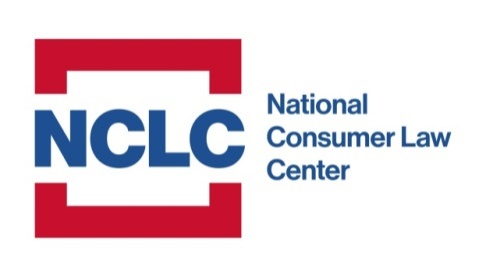 NCLC
National
Consumer Law
Center